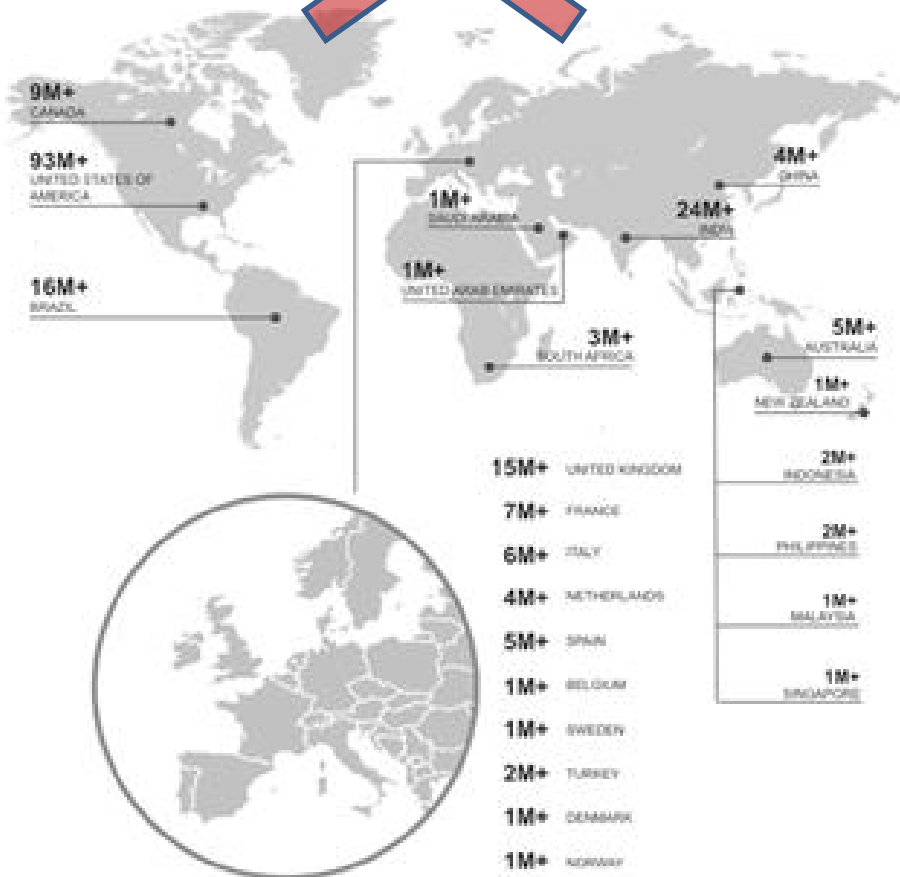 9M+
CANADA
93M+
UNITED STATES OF
AMERICA
16M+
BRAZIL
1M+
SAUDI ARABIA
1M+
UNITED ARAB EMIRATES
3M+
SOUTH AFRICA
4M+
CHINA
24M+
INDIA
5M+
AUSTRALIA
1M+
NEW ZEALAND
2M+
INDONESIA
2M+
PHILIPPINES
1M+
MALAYSIA
1M+
SINGAPORE
15M+ UNITED KINGDOM
7M+ FRANCE
6M+ ITALY
4M+ NETHERLANDS
5M+ SPAIN
1M+ BELGIUM
1M+ SWEDEN
2M+ TURKEY
1M+ DENMARK
1M+ NORWAY